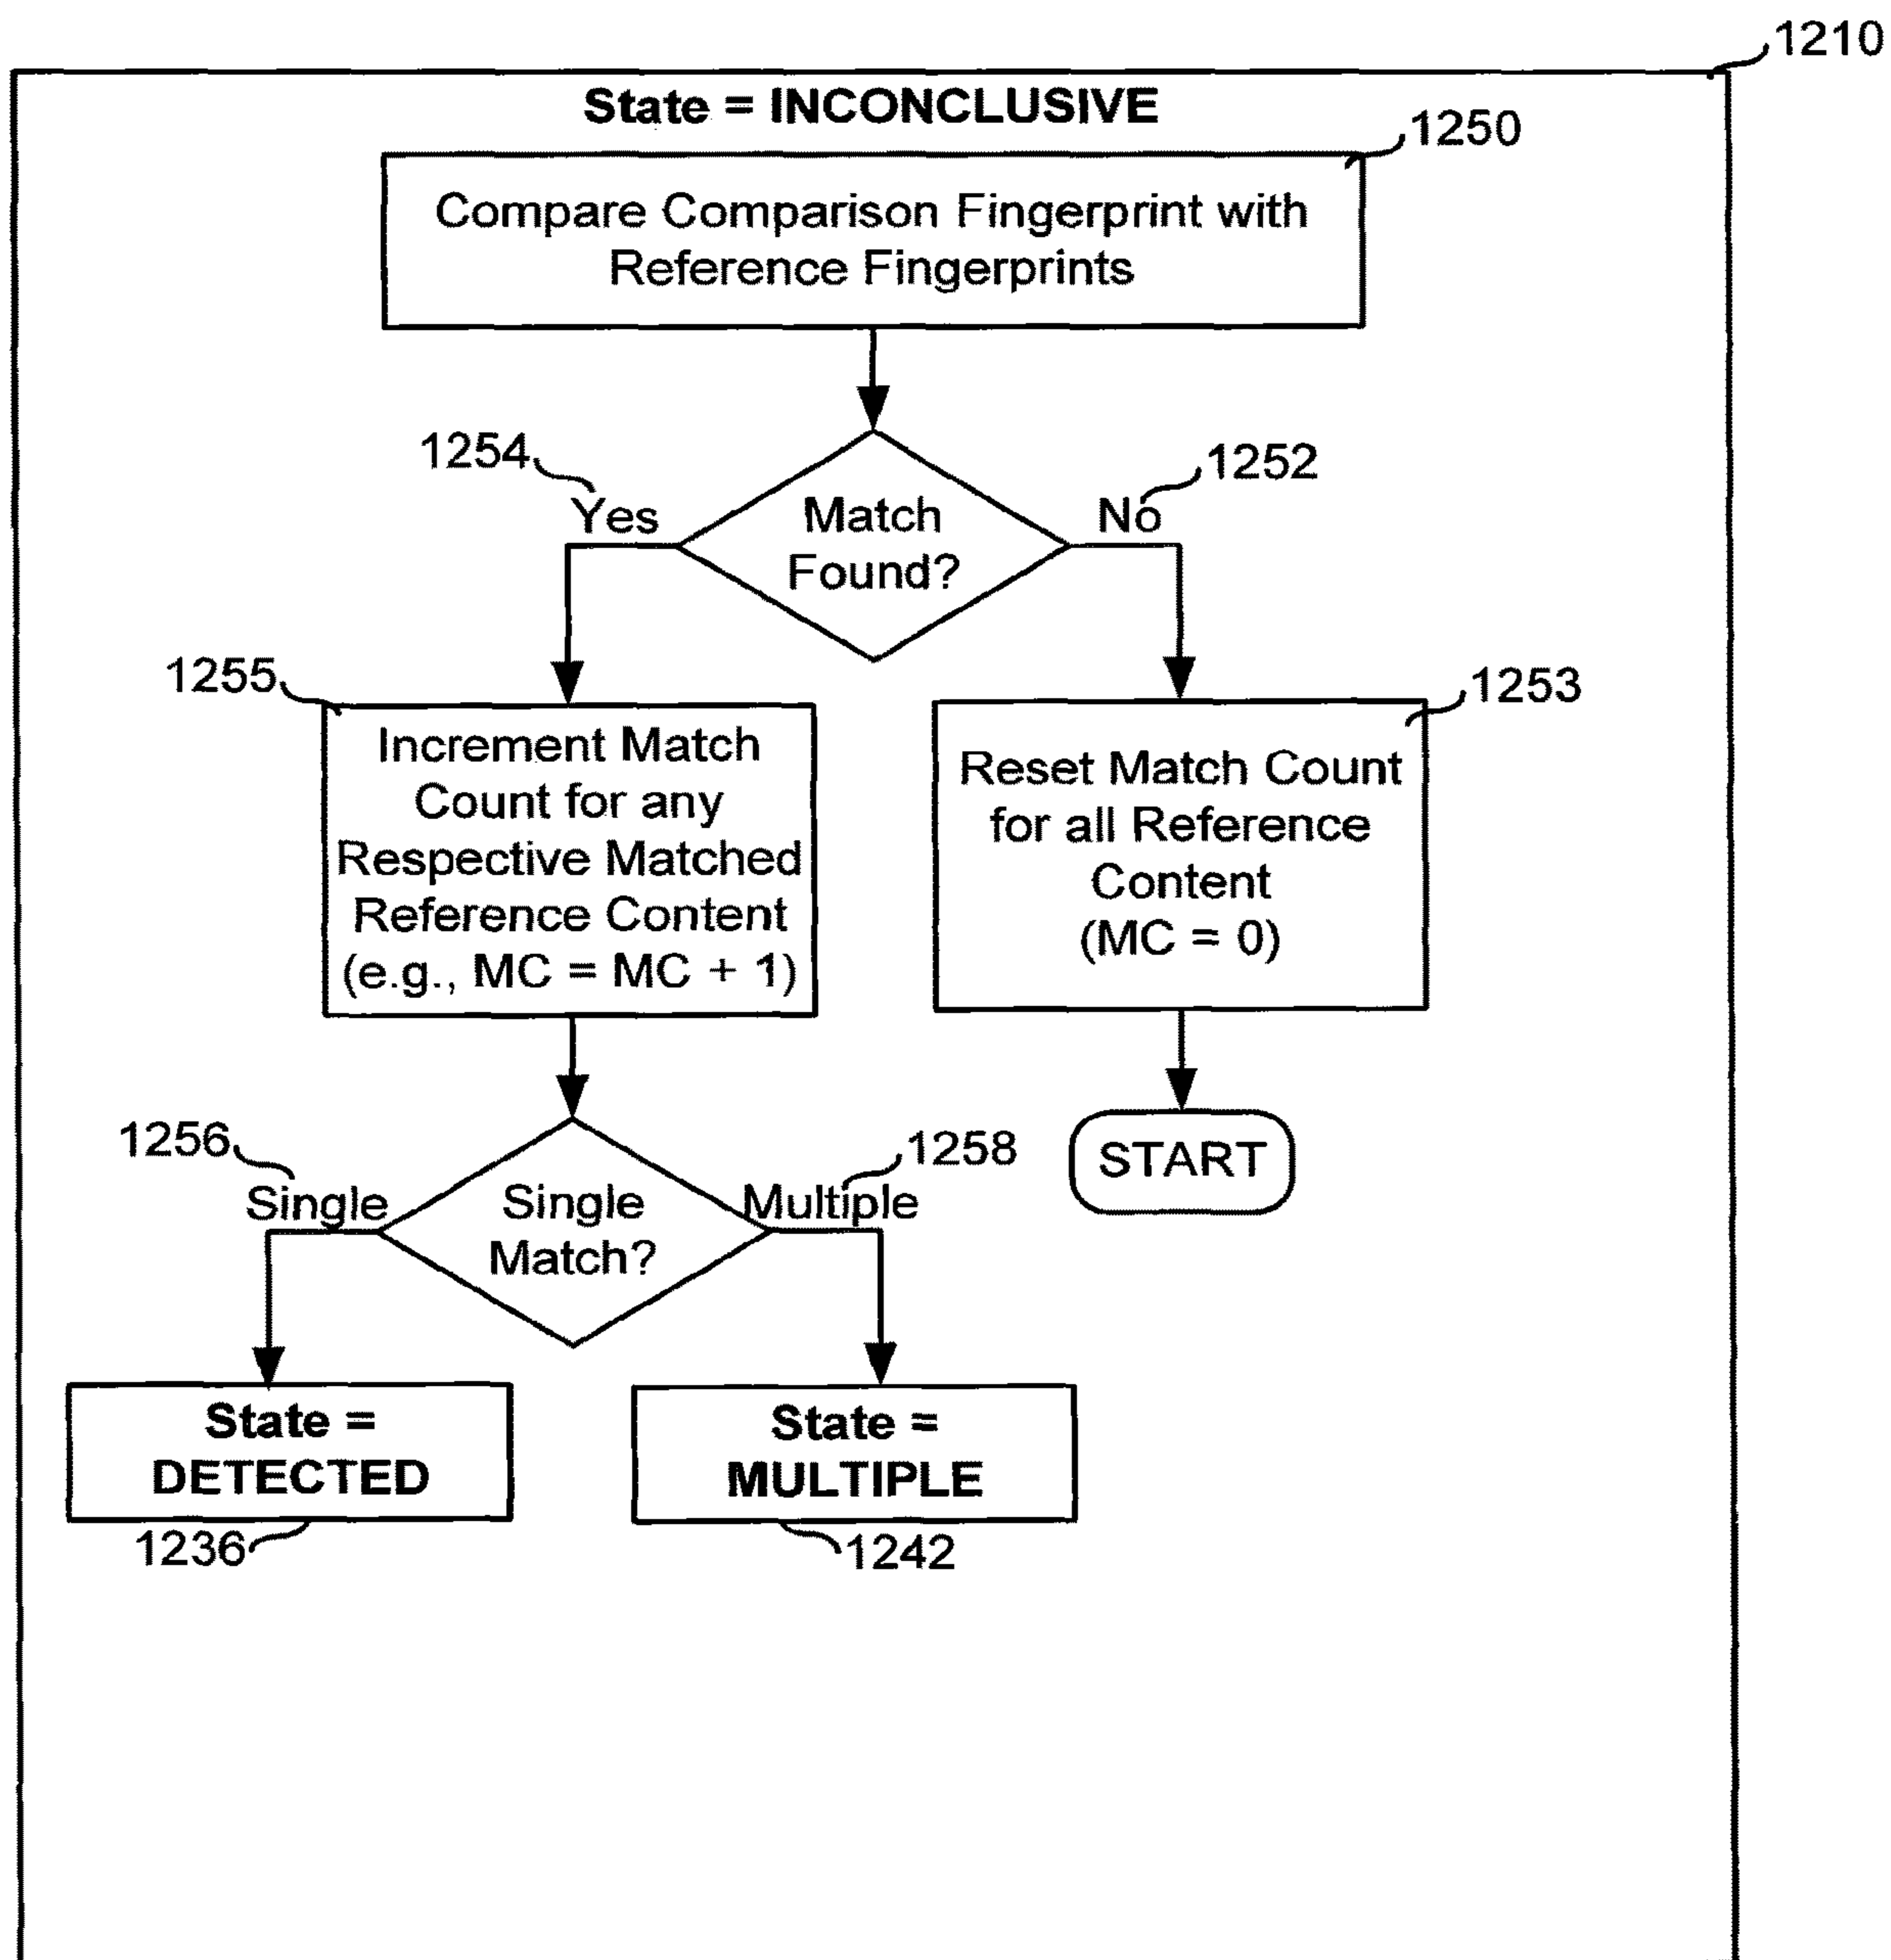 1210
State = INCONCLUSIVE
1250
Compare Comparison Fingerprint with
Reference Fingerprints
1254
1252
Yes
No
Match
Found?
1255
1253
Increment Match
Count for any
Respective Matched
Reference Content
(e.g., MC = MC + 1)
Reset Match Count
for all Reference
Content
(MC = 0)
START
1256
1258
Single
Multiple
Single
Match?
State =
DETECTED
1236
State =
MULTIPLE
1242